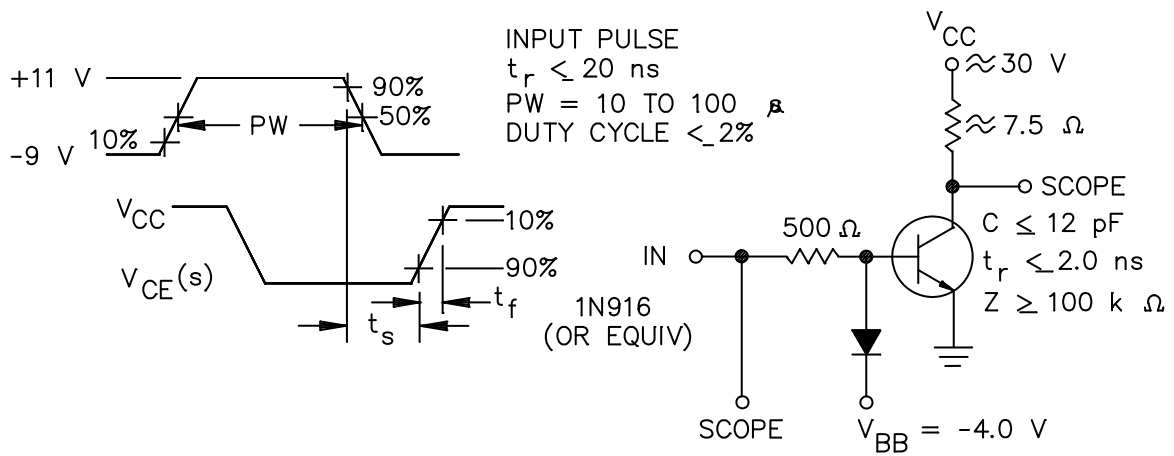 INPUT PULSE
t_r ≤ 20 ns
PW = 10 TO 100 s
DUTY CYCLE ≤ 2%
+11 V
-9 V
10%
PW
90%
50%
V_CC
V_CE(s)
10%
90%
t_f
t_s
V_CC
≈ 30 V
≈ 7.5 Ω
SCOPE
C ≤ 12 pF
t_r ≤ 2.0 ns
Z ≥ 100 k Ω
IN
500 Ω
1N916
(OR EQUIV)
SCOPE
V_BB = -4.0 V